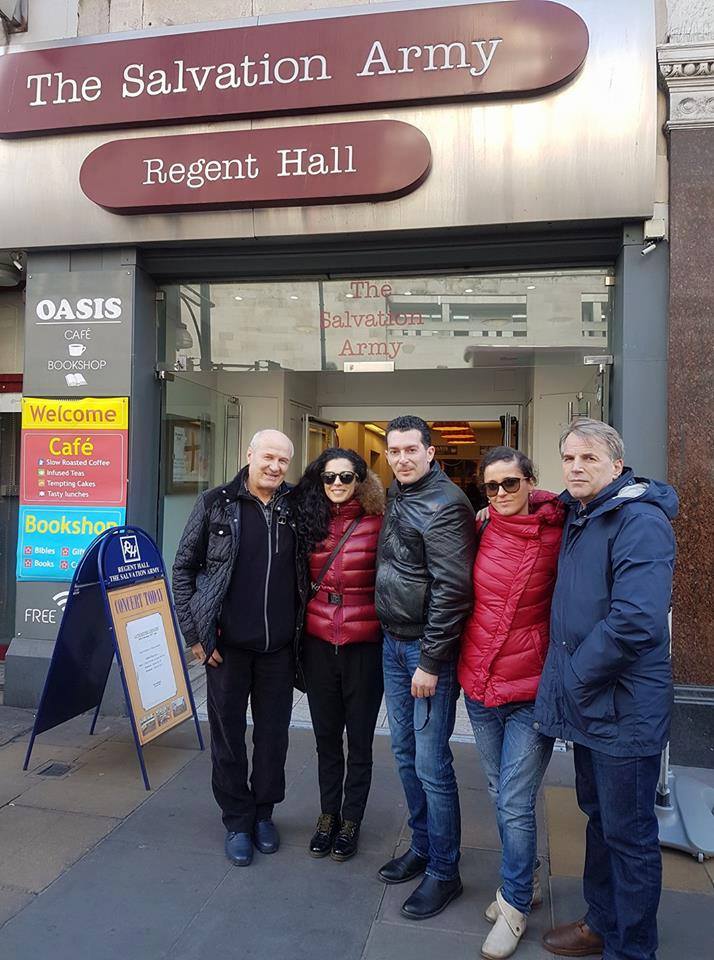 The Salvation Army
Regent Hall
The
Salvation
Army
OASIS
CAFÉ
BOOKSHOP
Welcome
Café
Slow Roasted Coffee
Infused Teas
Tempting Cakes
Tasty lunches
Bookshop
Bibles
Books
FREE
RH
REGENT HALL
THE SALVATION ARMY
CONCERT TODAY